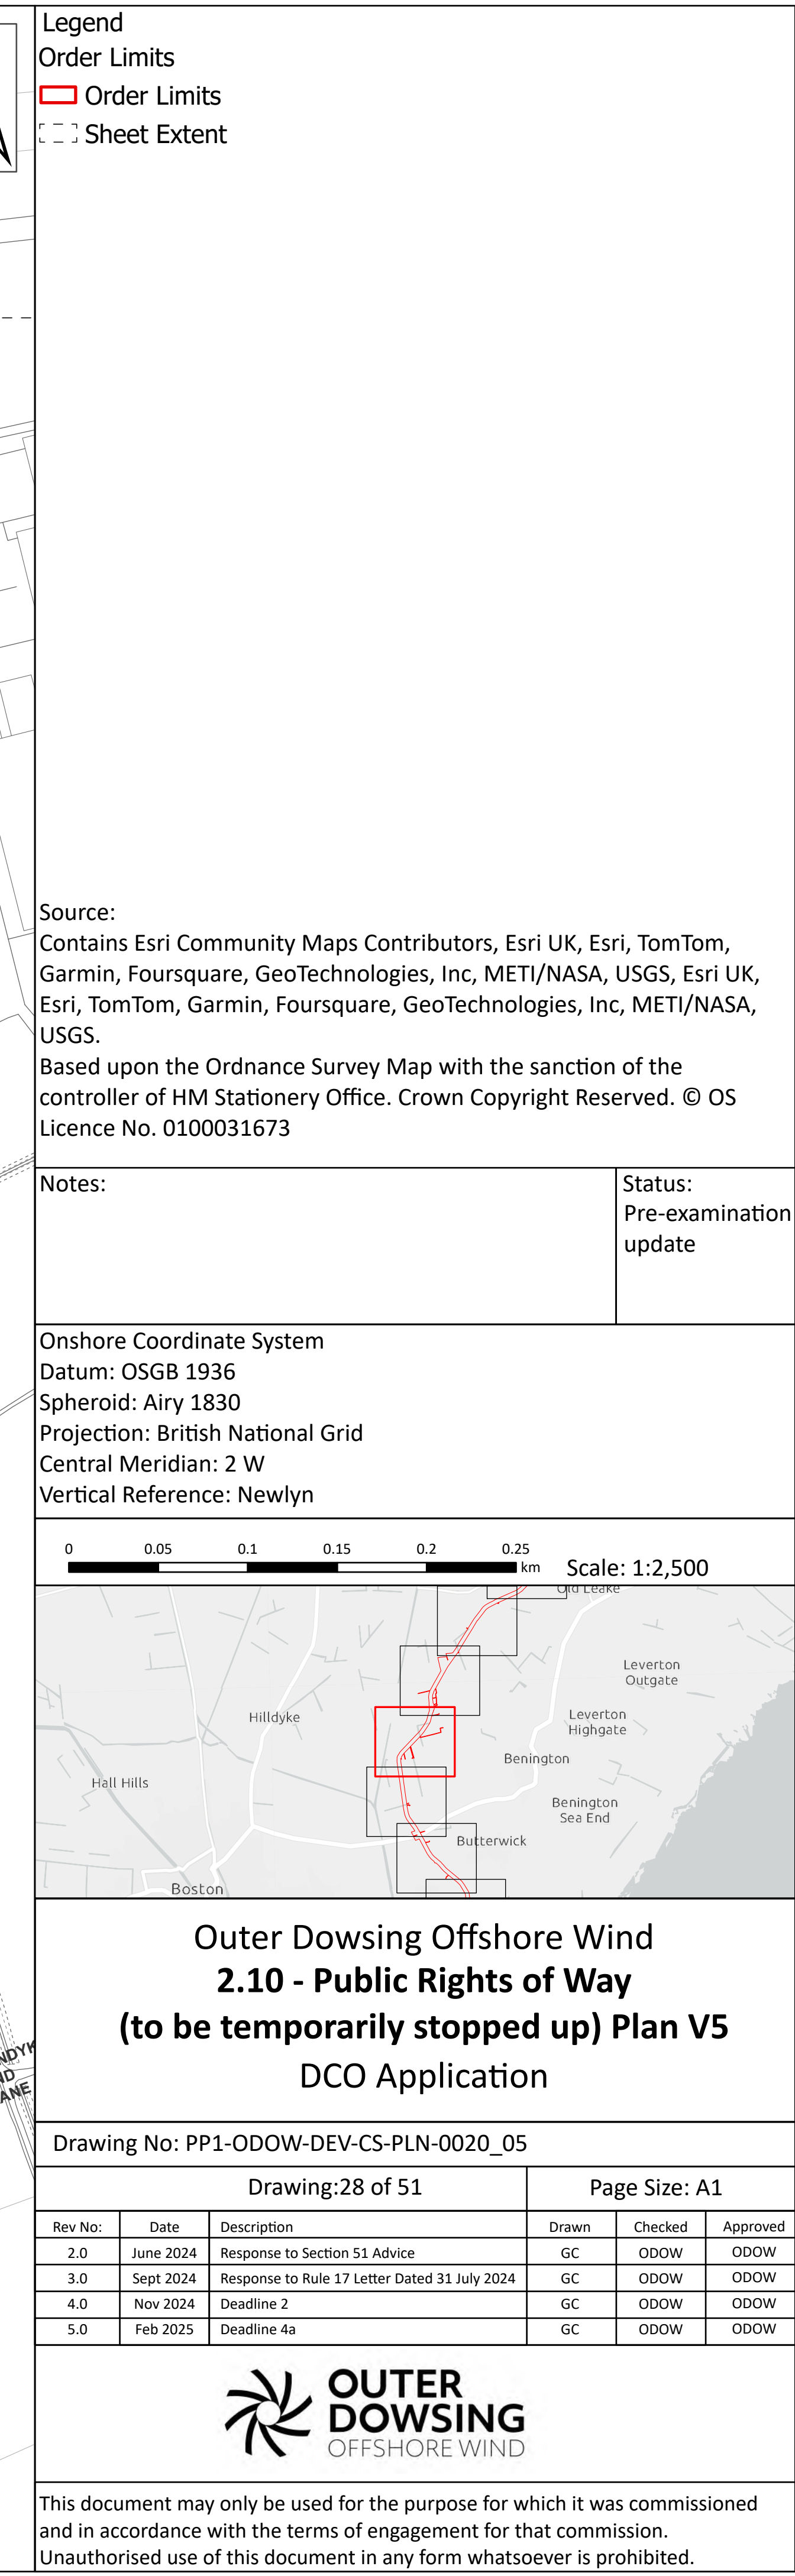 Legend
Order Limits
Order Limits
Sheet Extent
Source:
Contains Esri Community Maps Contributors, Esri UK, Esri, TomTom,
Garmin, Foursquare, GeoTechnologies, Inc, METI/NASA, USGS, Esri UK,
Esri, TomTom, Garmin, Foursquare, GeoTechnologies, Inc, METI/NASA,
USGS.
Based upon the Ordnance Survey Map with the sanction of the
controller of HM Stationery Office. Crown Copyright Reserved. © OS
Licence No. 0100031673
Notes:
Status:
Pre-examination
update
Onshore Coordinate System
Datum: OSGB 1936
Spheroid: Airy 1830
Projection: British National Grid
Central Meridian: 2 W
Vertical Reference: Newlyn
0 0.05 0.1 0.15 0.2 0.25
km Scale: 1:2,500
Old Leake
Leverton
Outgate
Hilldyke
Leverton
Highgate
Benington
Hall Hills
Benington
Sea End
Butterwick
Boston
Outer Dowsing Offshore Wind
2.10 - Public Rights of Way
(to be temporarily stopped up) Plan V5
DCO Application
Drawing No: PP1-ODOW-DEV-CS-PLN-0020_05
Drawing:28 of 51 Page Size: A1
Rev No: Date Description Drawn Checked Approved
2.0 June 2024 Response to Section 51 Advice GC ODOW ODOW
3.0 Sept 2024 Response to Rule 17 Letter Dated 31 July 2024 GC ODOW ODOW
4.0 Nov 2024 Deadline 2 GC ODOW ODOW
5.0 Feb 2025 Deadline 4a GC ODOW ODOW
OUTER
DOWSING
OFFSHORE WIND
This document may only be used for the purpose for which it was commissioned
and in accordance with the terms of engagement for that commission.
Unauthorised use of this document in any form whatsoever is prohibited.